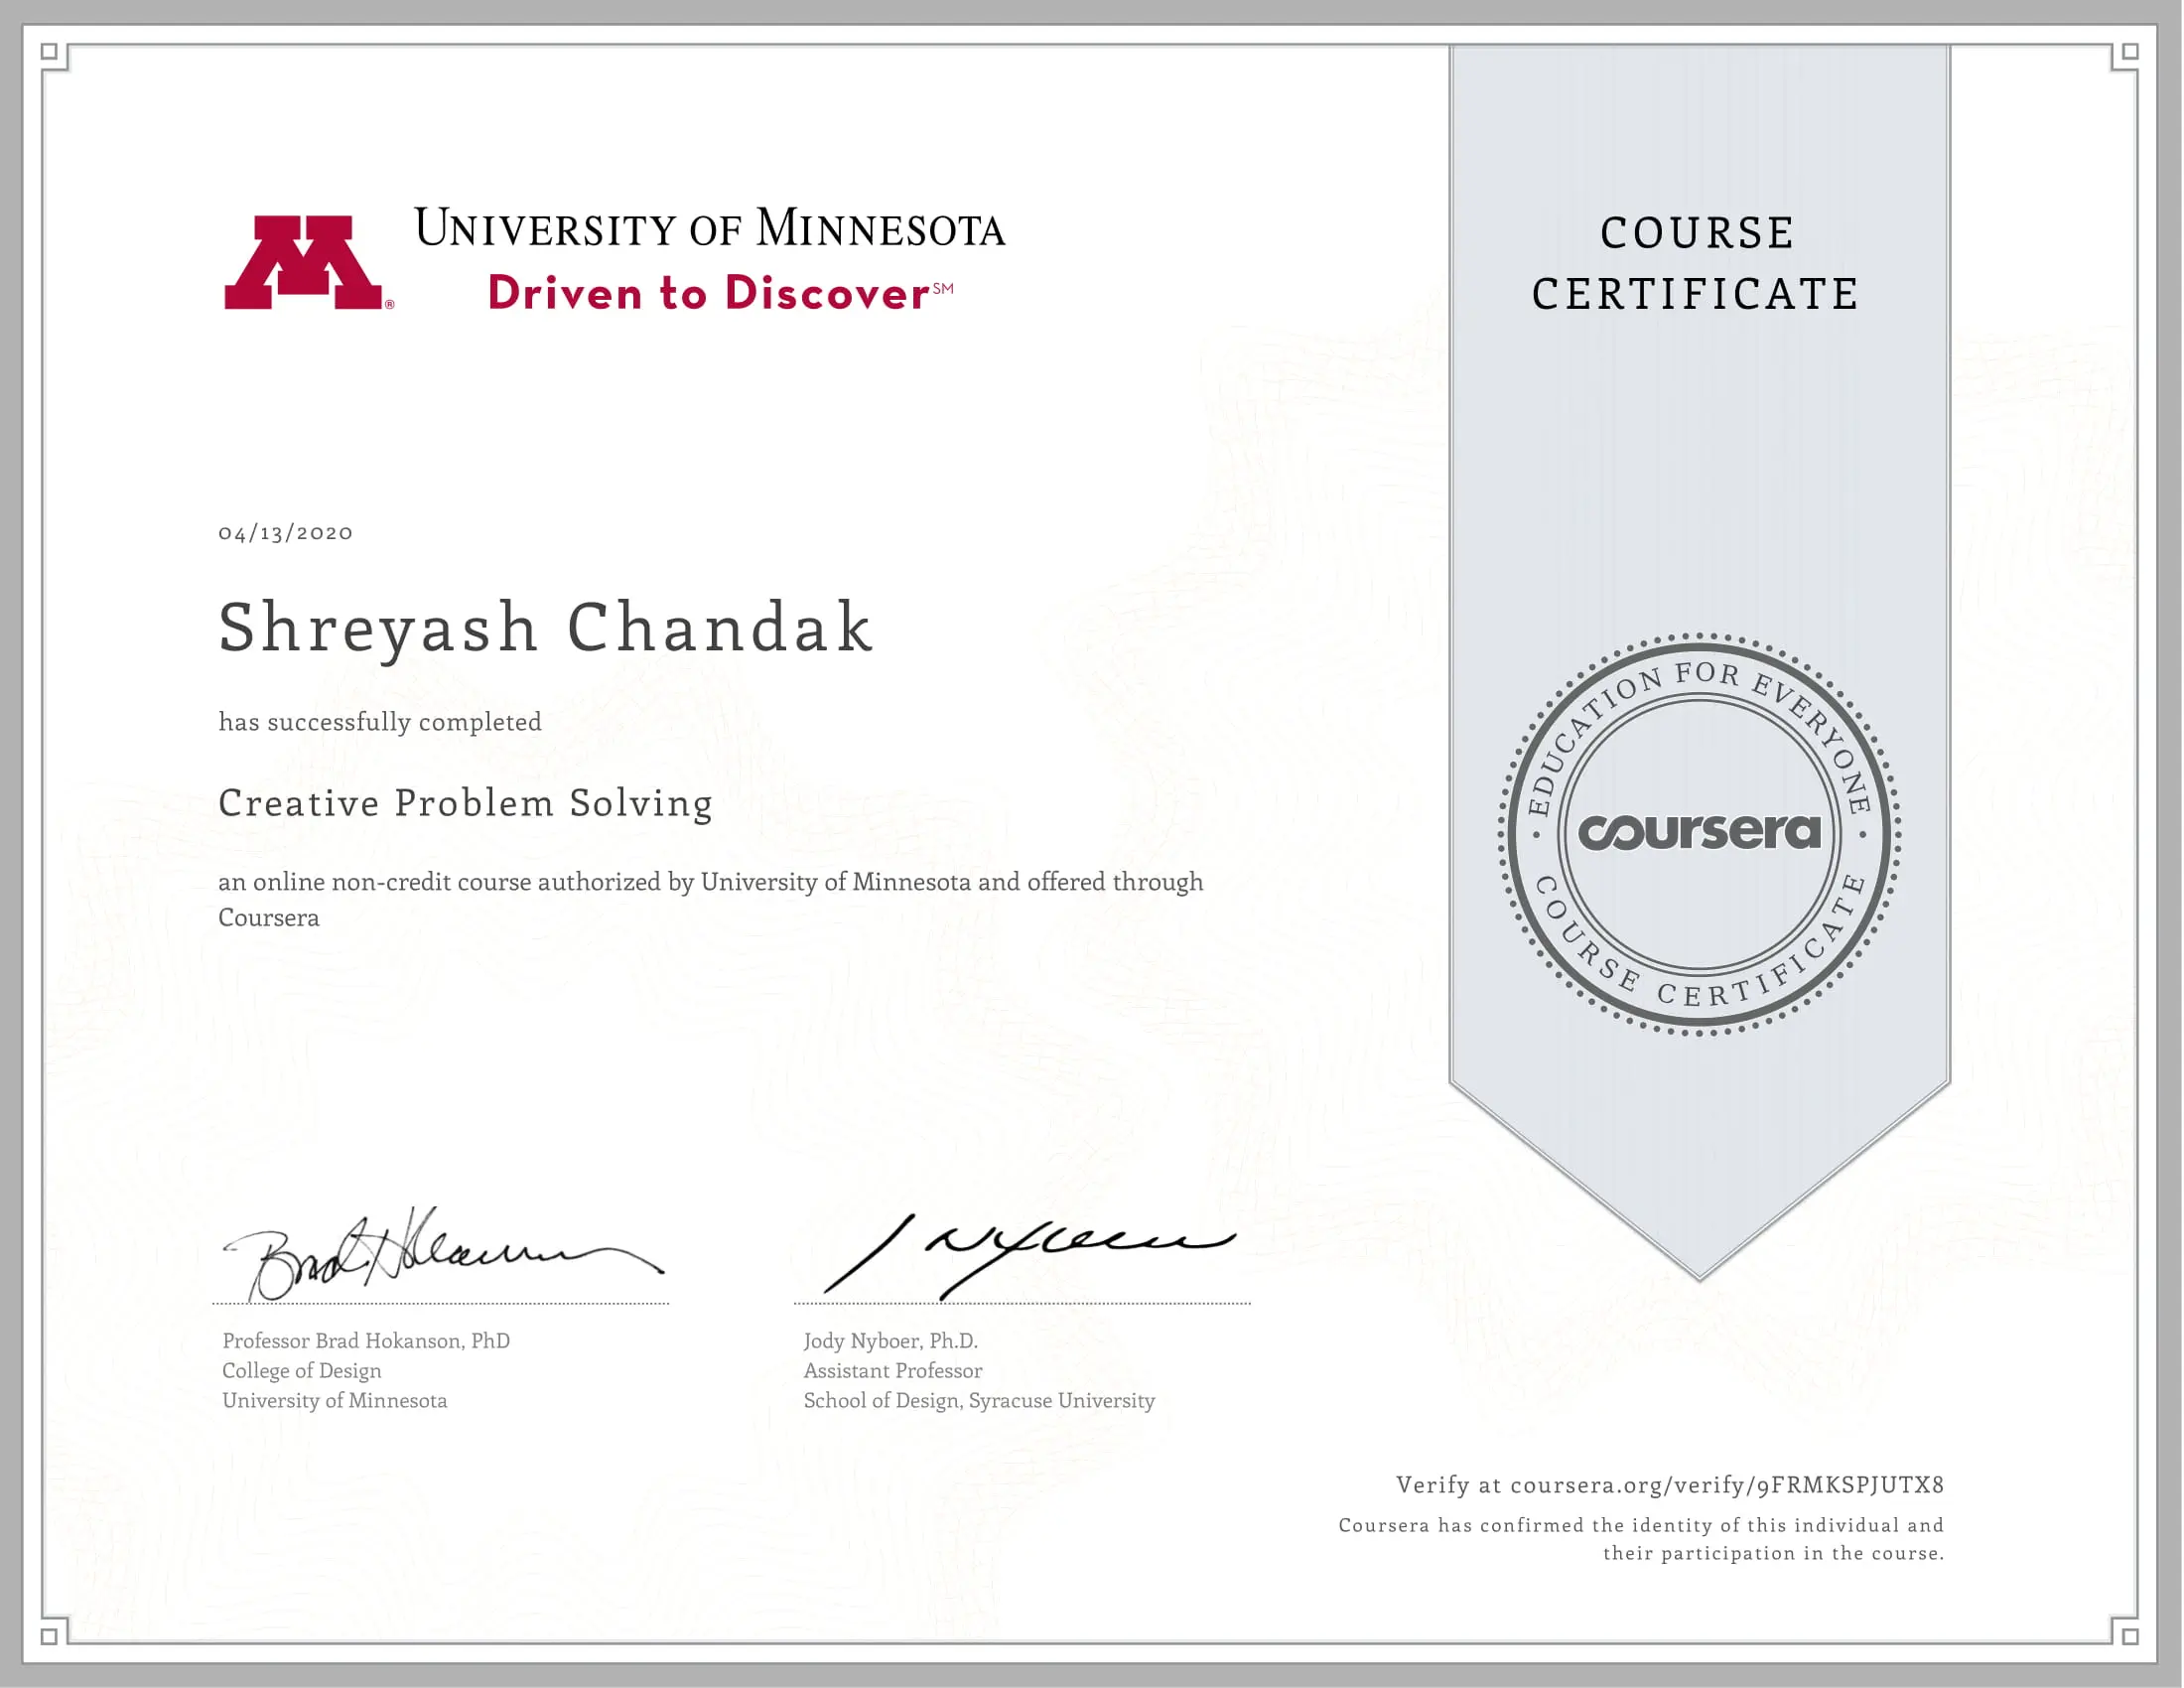 UNIVERSITY OF MINNESOTA
Driven to Discover℠
®
COURSE
CERTIFICATE
04/13/2020
Shreyash Chandak
has successfully completed
Creative Problem Solving
an online non-credit course authorized by University of Minnesota and offered through
Coursera
• EDUCATION FOR EVERYONE •
coursera
COURSE CERTIFICATE
Brad Hokanson
J Nyboer
Professor Brad Hokanson, PhD
College of Design
University of Minnesota
Jody Nyboer, Ph.D.
Assistant Professor
School of Design, Syracuse University
Verify at coursera.org/verify/9FRMKSPJUTX8
Coursera has confirmed the identity of this individual and
their participation in the course.